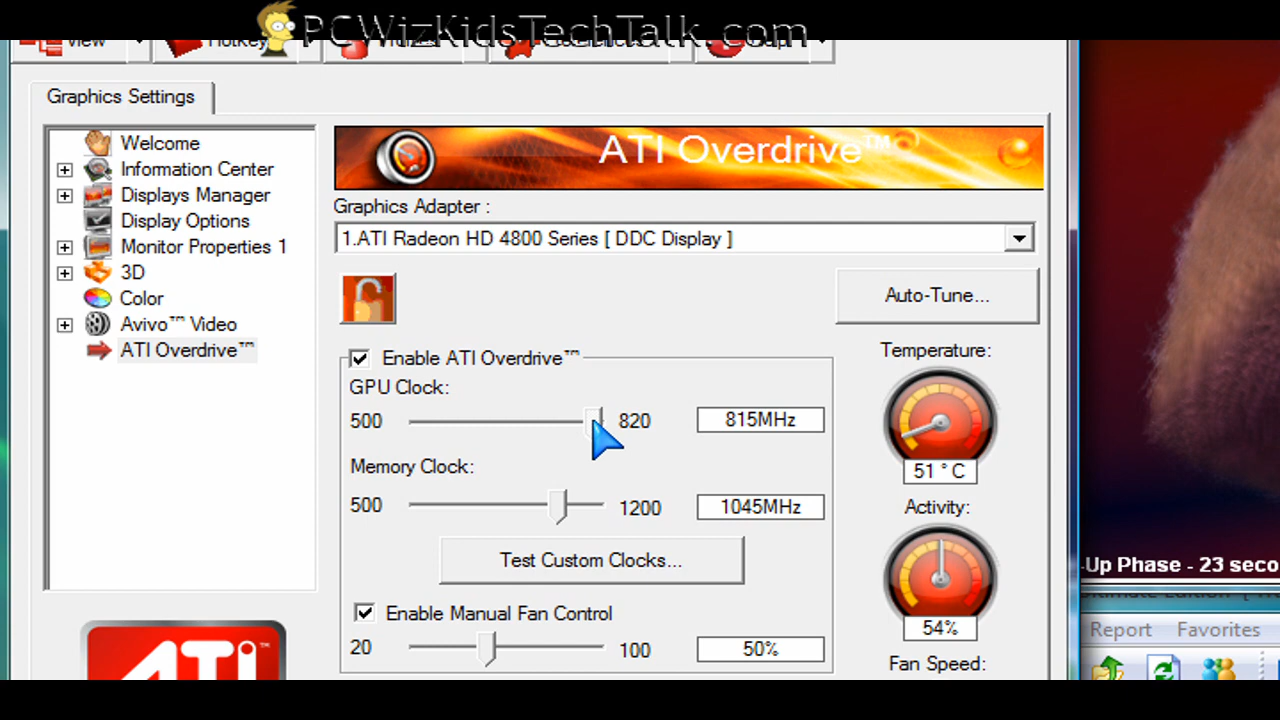 PCWizKidsTechTalk.com
View
Graphics Settings
Welcome
Information Center
Displays Manager
Display Options
Monitor Properties 1
3D
Color
Avivo™ Video
ATI Overdrive™
ATI Overdrive™
Graphics Adapter :
1.ATI Radeon HD 4800 Series [ DDC Display ]
Auto-Tune...
Enable ATI Overdrive™
GPU Clock:
500 820 815MHz
Memory Clock:
500 1200 1045MHz
Test Custom Clocks...
Enable Manual Fan Control
20 100 50%
Temperature:
51 °C
Activity:
54%
Fan Speed:
ATI™
-Up Phase - 23 seco
Report Favorites